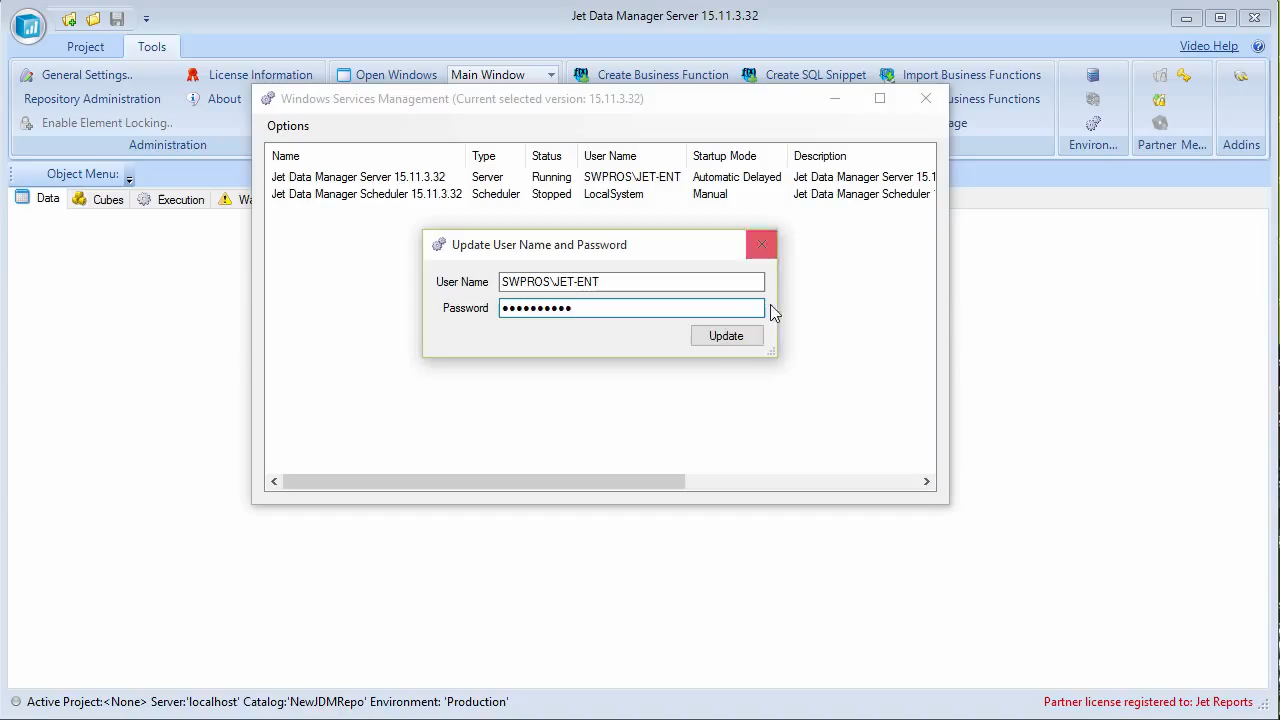 Jet Data Manager Server 15.11.3.32
Project
Tools
Video Help
General Settings..
License Information
Open Windows
Main Window
Create Business Function
Create SQL Snippet
Import Business Functions
Repository Administration
About
Business Functions
Enable Element Locking..
Administration
Environ...
Partner Me...
Addins
Windows Services Management (Current selected version: 15.11.3.32)
Options
Object Menu:
Data
Cubes
Execution
Name Type Status User Name Startup Mode Description
Jet Data Manager Server 15.11.3.32 Server Running SWPROS\JET-ENT Automatic Delayed Jet Data Manager Server 15.1
Jet Data Manager Scheduler 15.11.3.32 Scheduler Stopped LocalSystem Manual Jet Data Manager Scheduler
Update User Name and Password
User Name SWPROS\JET-ENT
Password ●●●●●●●●●●
Update
Active Project:<None> Server:'localhost' Catalog:'NewJDMRepo' Environment: 'Production'
Partner license registered to: Jet Reports